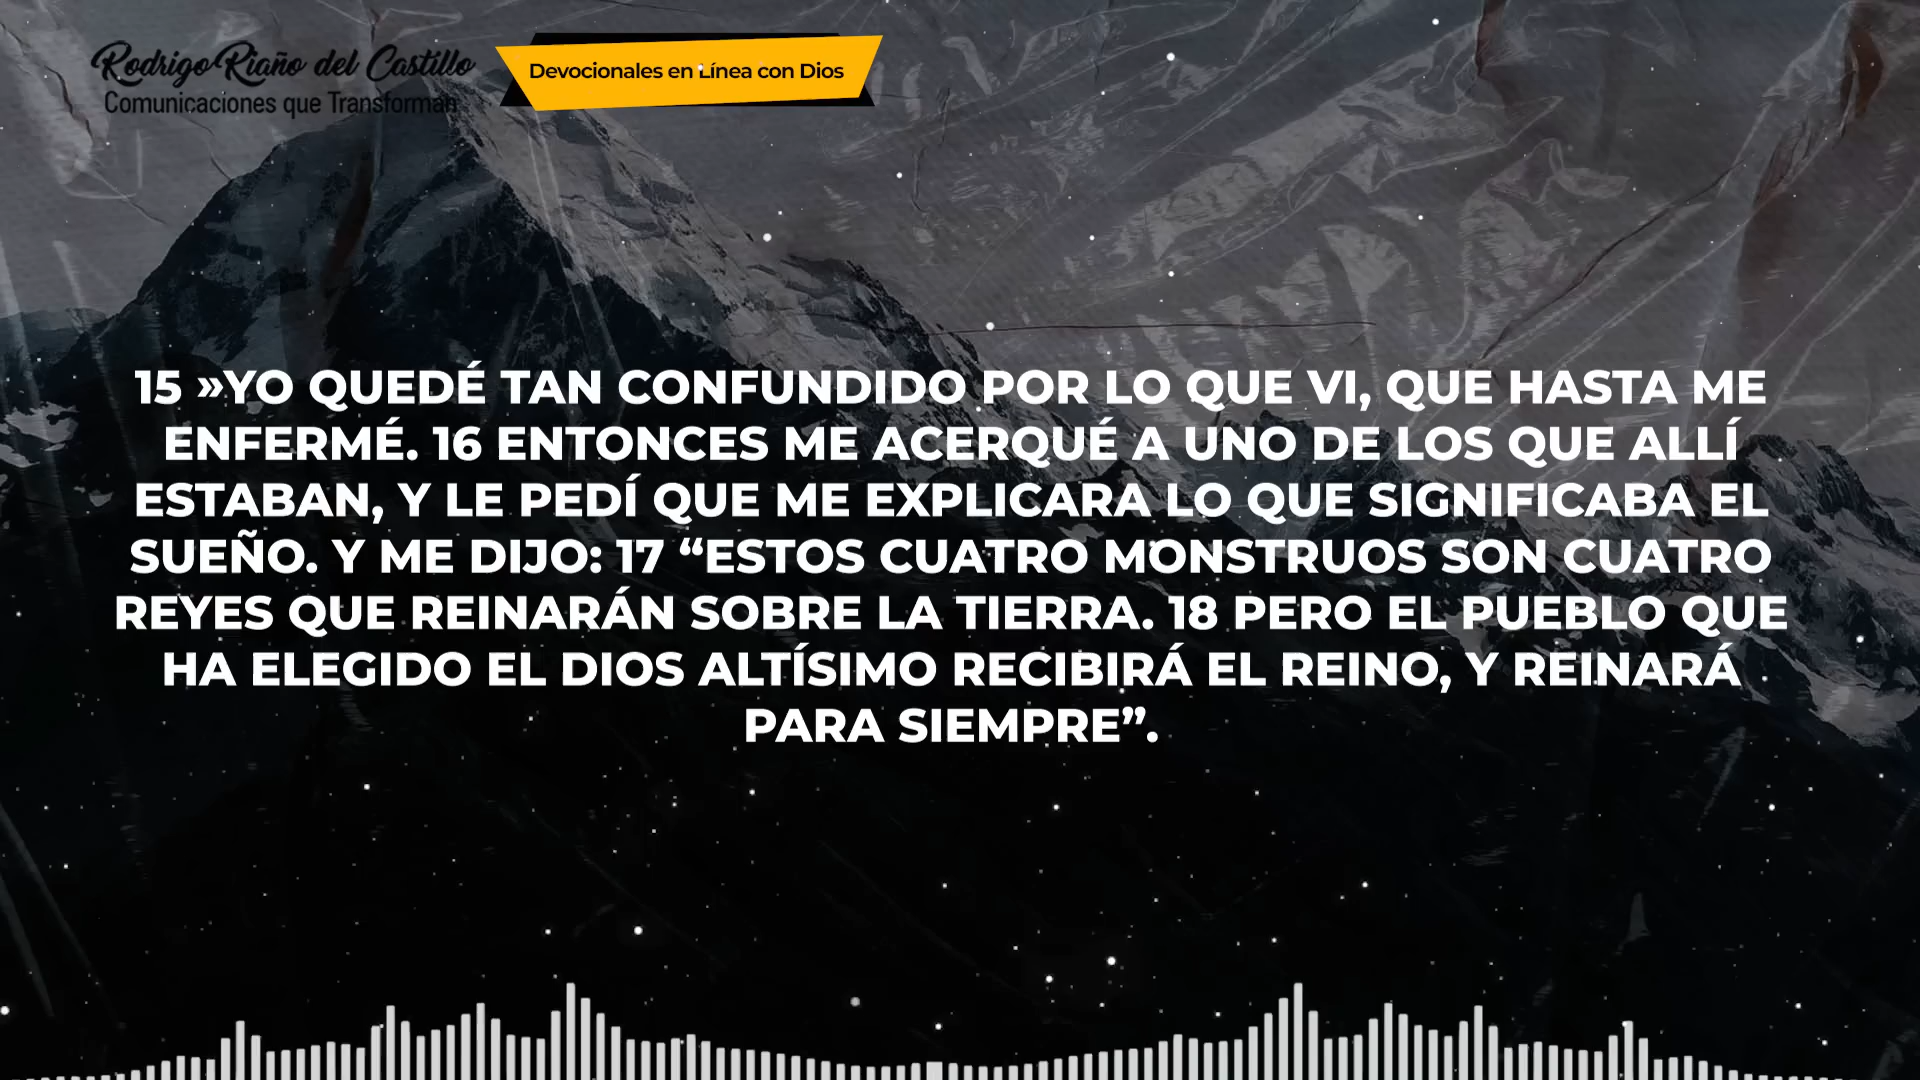 Rodrigo Riaño del Castillo
Comunicaciones que Transforman
Devocionales en Línea con Dios
15 »YO QUEDÉ TAN CONFUNDIDO POR LO QUE VI, QUE HASTA ME
ENFERMÉ. 16 ENTONCES ME ACERQUÉ A UNO DE LOS QUE ALLÍ
ESTABAN, Y LE PEDÍ QUE ME EXPLICARA LO QUE SIGNIFICABA EL
SUEÑO. Y ME DIJO: 17 “ESTOS CUATRO MONSTRUOS SON CUATRO
REYES QUE REINARÁN SOBRE LA TIERRA. 18 PERO EL PUEBLO QUE
HA ELEGIDO EL DIOS ALTÍSIMO RECIBIRÁ EL REINO, Y REINARÁ
PARA SIEMPRE”.